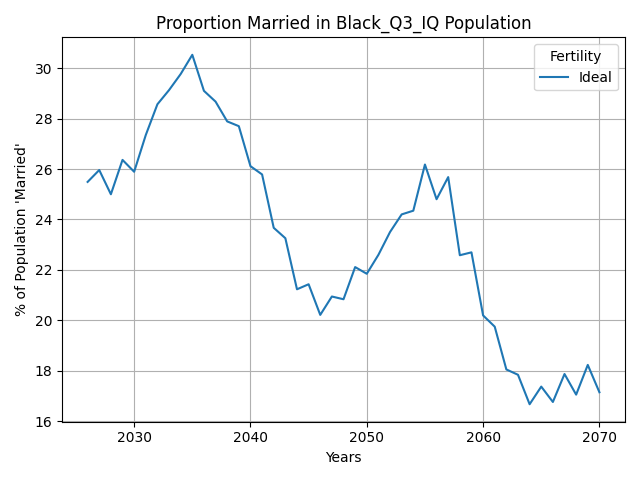 Proportion Married in Black_Q3_IQ Population
% of Population 'Married'
30
28
26
24
22
20
18
16
Fertility
Ideal
2030 2040 2050 2060 2070
Years